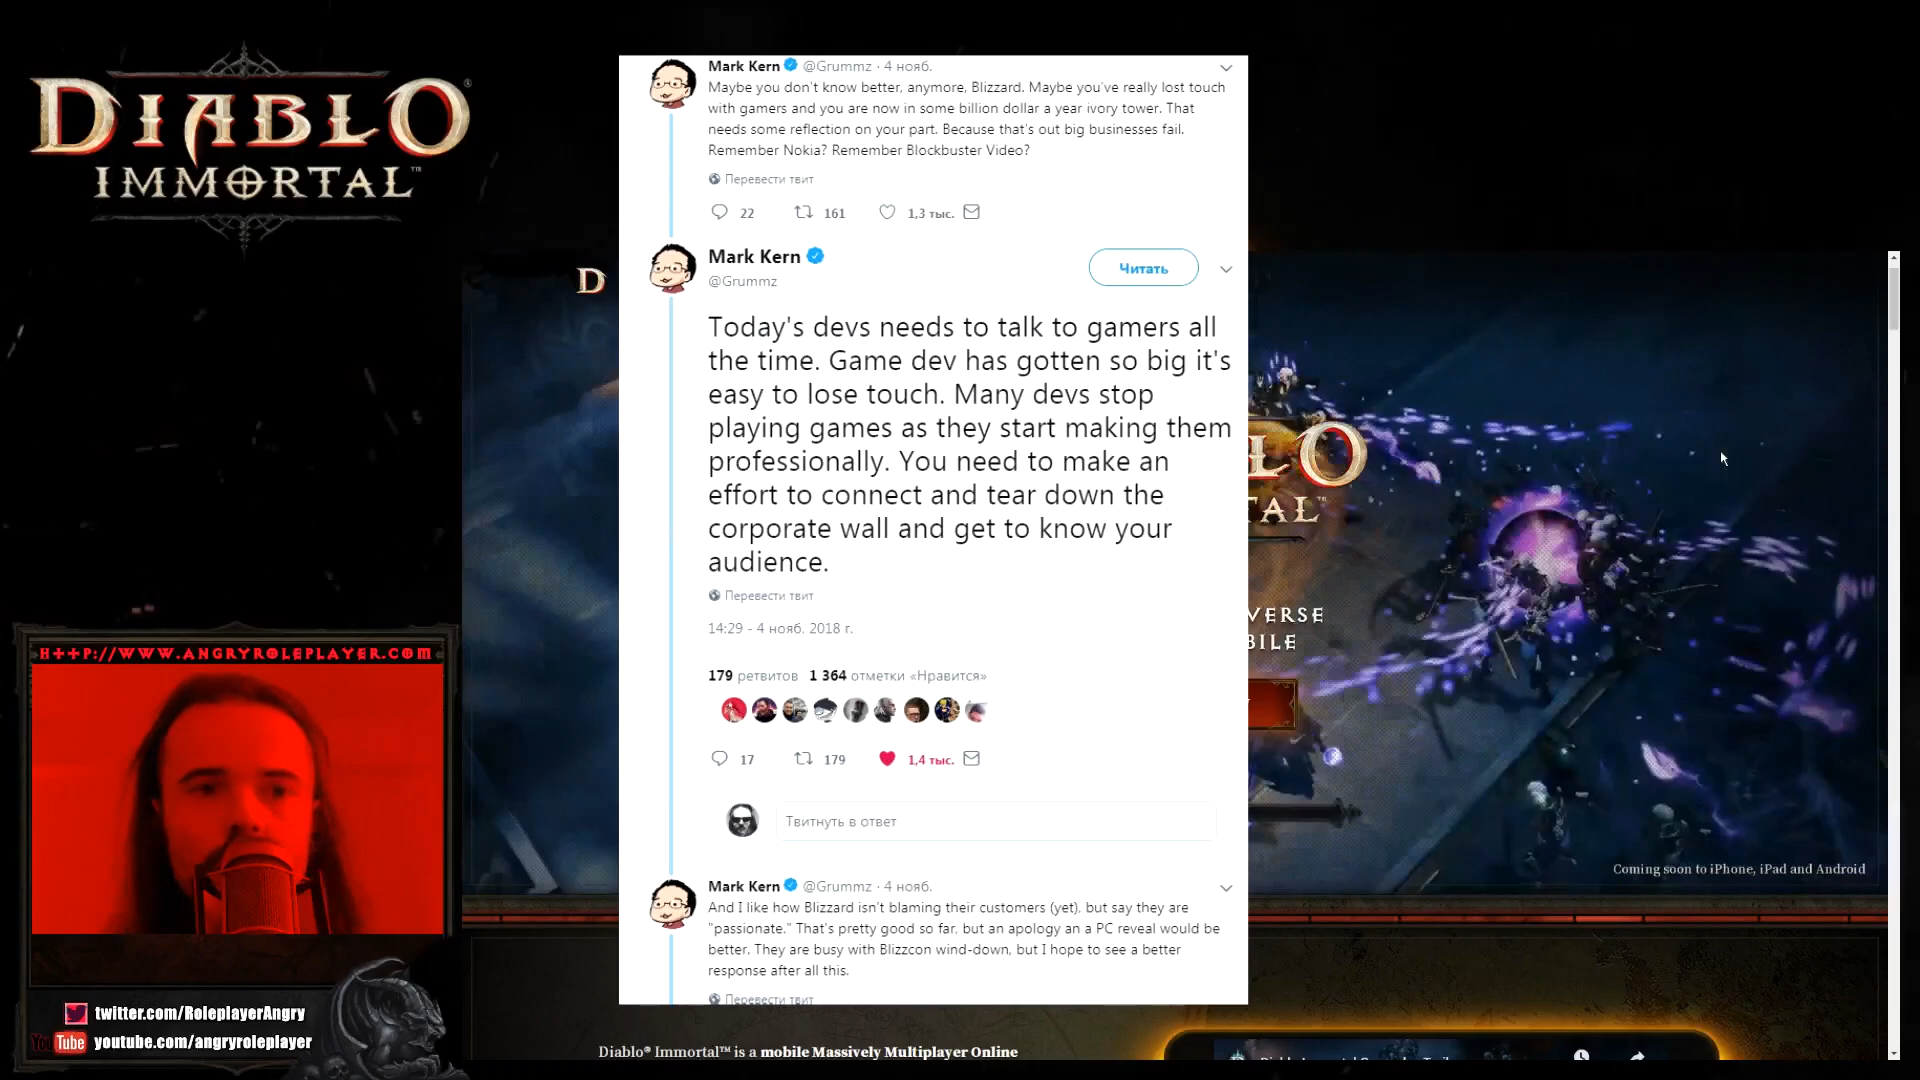 DIABLO
IMMORTAL™
Mark Kern @Grummz · 4 нояб.
Maybe you don't know better, anymore, Blizzard. Maybe you've really lost touch
with gamers and you are now in some billion dollar a year ivory tower. That
needs some reflection on your part. Because that's out big businesses fail.
Remember Nokia? Remember Blockbuster Video?
Перевести твит
22 161 1,3 тыс.
Mark Kern
@Grummz
Читать
Today's devs needs to talk to gamers all
the time. Game dev has gotten so big it's
easy to lose touch. Many devs stop
playing games as they start making them
professionally. You need to make an
effort to connect and tear down the
corporate wall and get to know your
audience.
Перевести твит
14:29 - 4 нояб. 2018 г.
179 ретвитов 1 364 отметки «Нравится»
17 179 1,4 тыс.
Твитнуть в ответ
Mark Kern @Grummz · 4 нояб.
And I like how Blizzard isn't blaming their customers (yet), but say they are
"passionate." That's pretty good so far, but an apology an a PC reveal would be
better. They are busy with Blizzcon wind-down, but I hope to see a better
response after all this.
Перевести твит
D
LO
TAL™
VERSE
BILE
Coming soon to iPhone, iPad and Android
H++P://WWW.ANGRYROLEPLAYER.COM
twitter.com/RoleplayerAngry
You Tube youtube.com/angryroleplayer
Diablo® Immortal™ is a mobile Massively Multiplayer Online